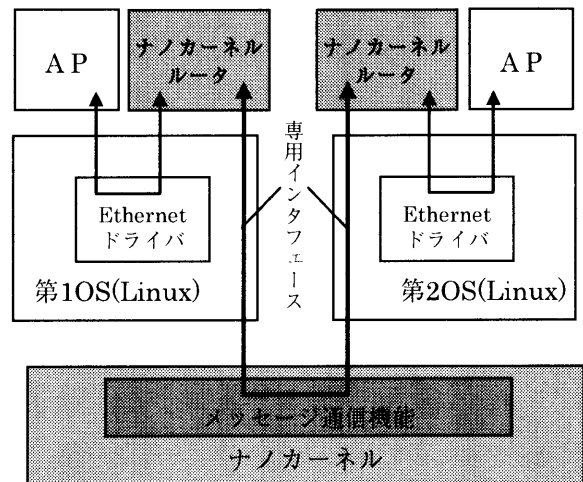 AP
ナノカーネル
ルータ
ナノカーネル
ルータ
AP
専用インタフェース
Ethernet
ドライバ
第1OS(Linux)
Ethernet
ドライバ
第2OS(Linux)
メッセージ通信機能
ナノカーネル